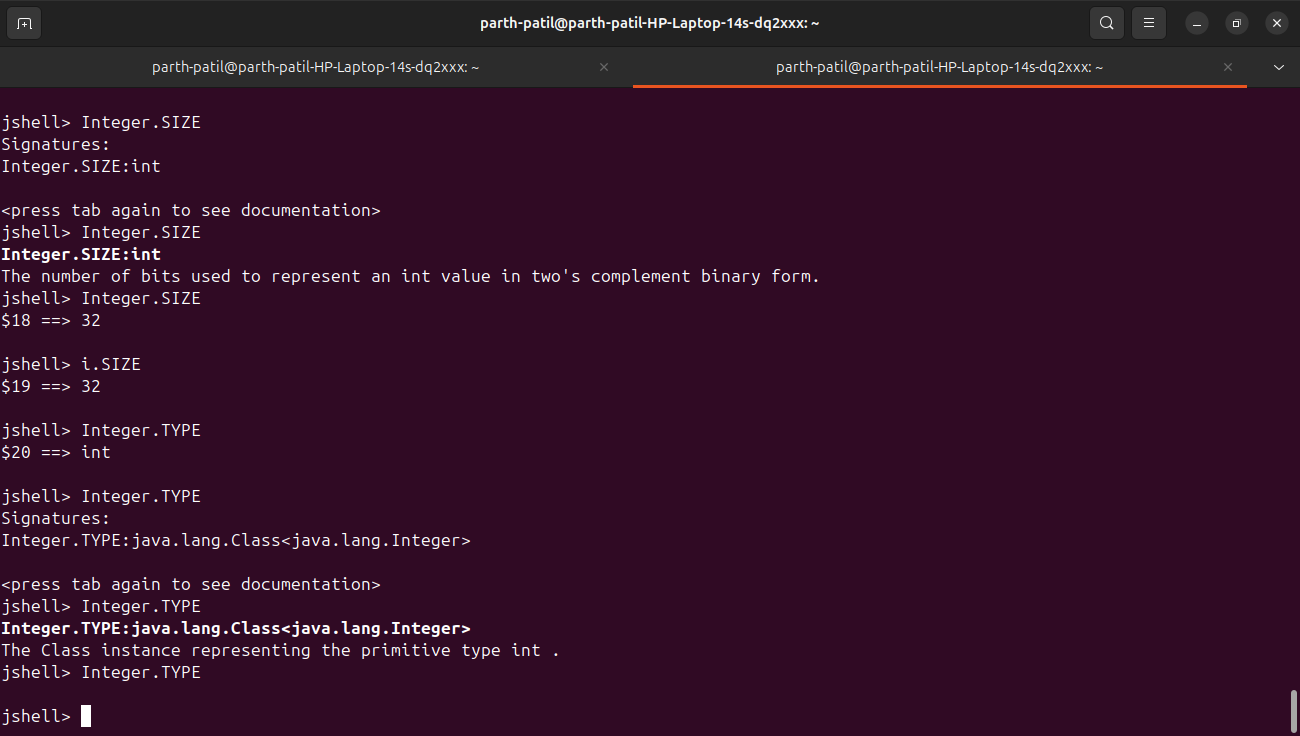 parth-patil@parth-patil-HP-Laptop-14s-dq2xxx: ~
parth-patil@parth-patil-HP-Laptop-14s-dq2xxx: ~
parth-patil@parth-patil-HP-Laptop-14s-dq2xxx: ~
jshell> Integer.SIZE
Signatures:
Integer.SIZE:int
<press tab again to see documentation>
jshell> Integer.SIZE
Integer.SIZE:int
The number of bits used to represent an int value in two's complement binary form.
jshell> Integer.SIZE
$18 ==> 32
jshell> i.SIZE
$19 ==> 32
jshell> Integer.TYPE
$20 ==> int
jshell> Integer.TYPE
Signatures:
Integer.TYPE:java.lang.Class<java.lang.Integer>
<press tab again to see documentation>
jshell> Integer.TYPE
Integer.TYPE:java.lang.Class<java.lang.Integer>
The Class instance representing the primitive type int .
jshell> Integer.TYPE
jshell>